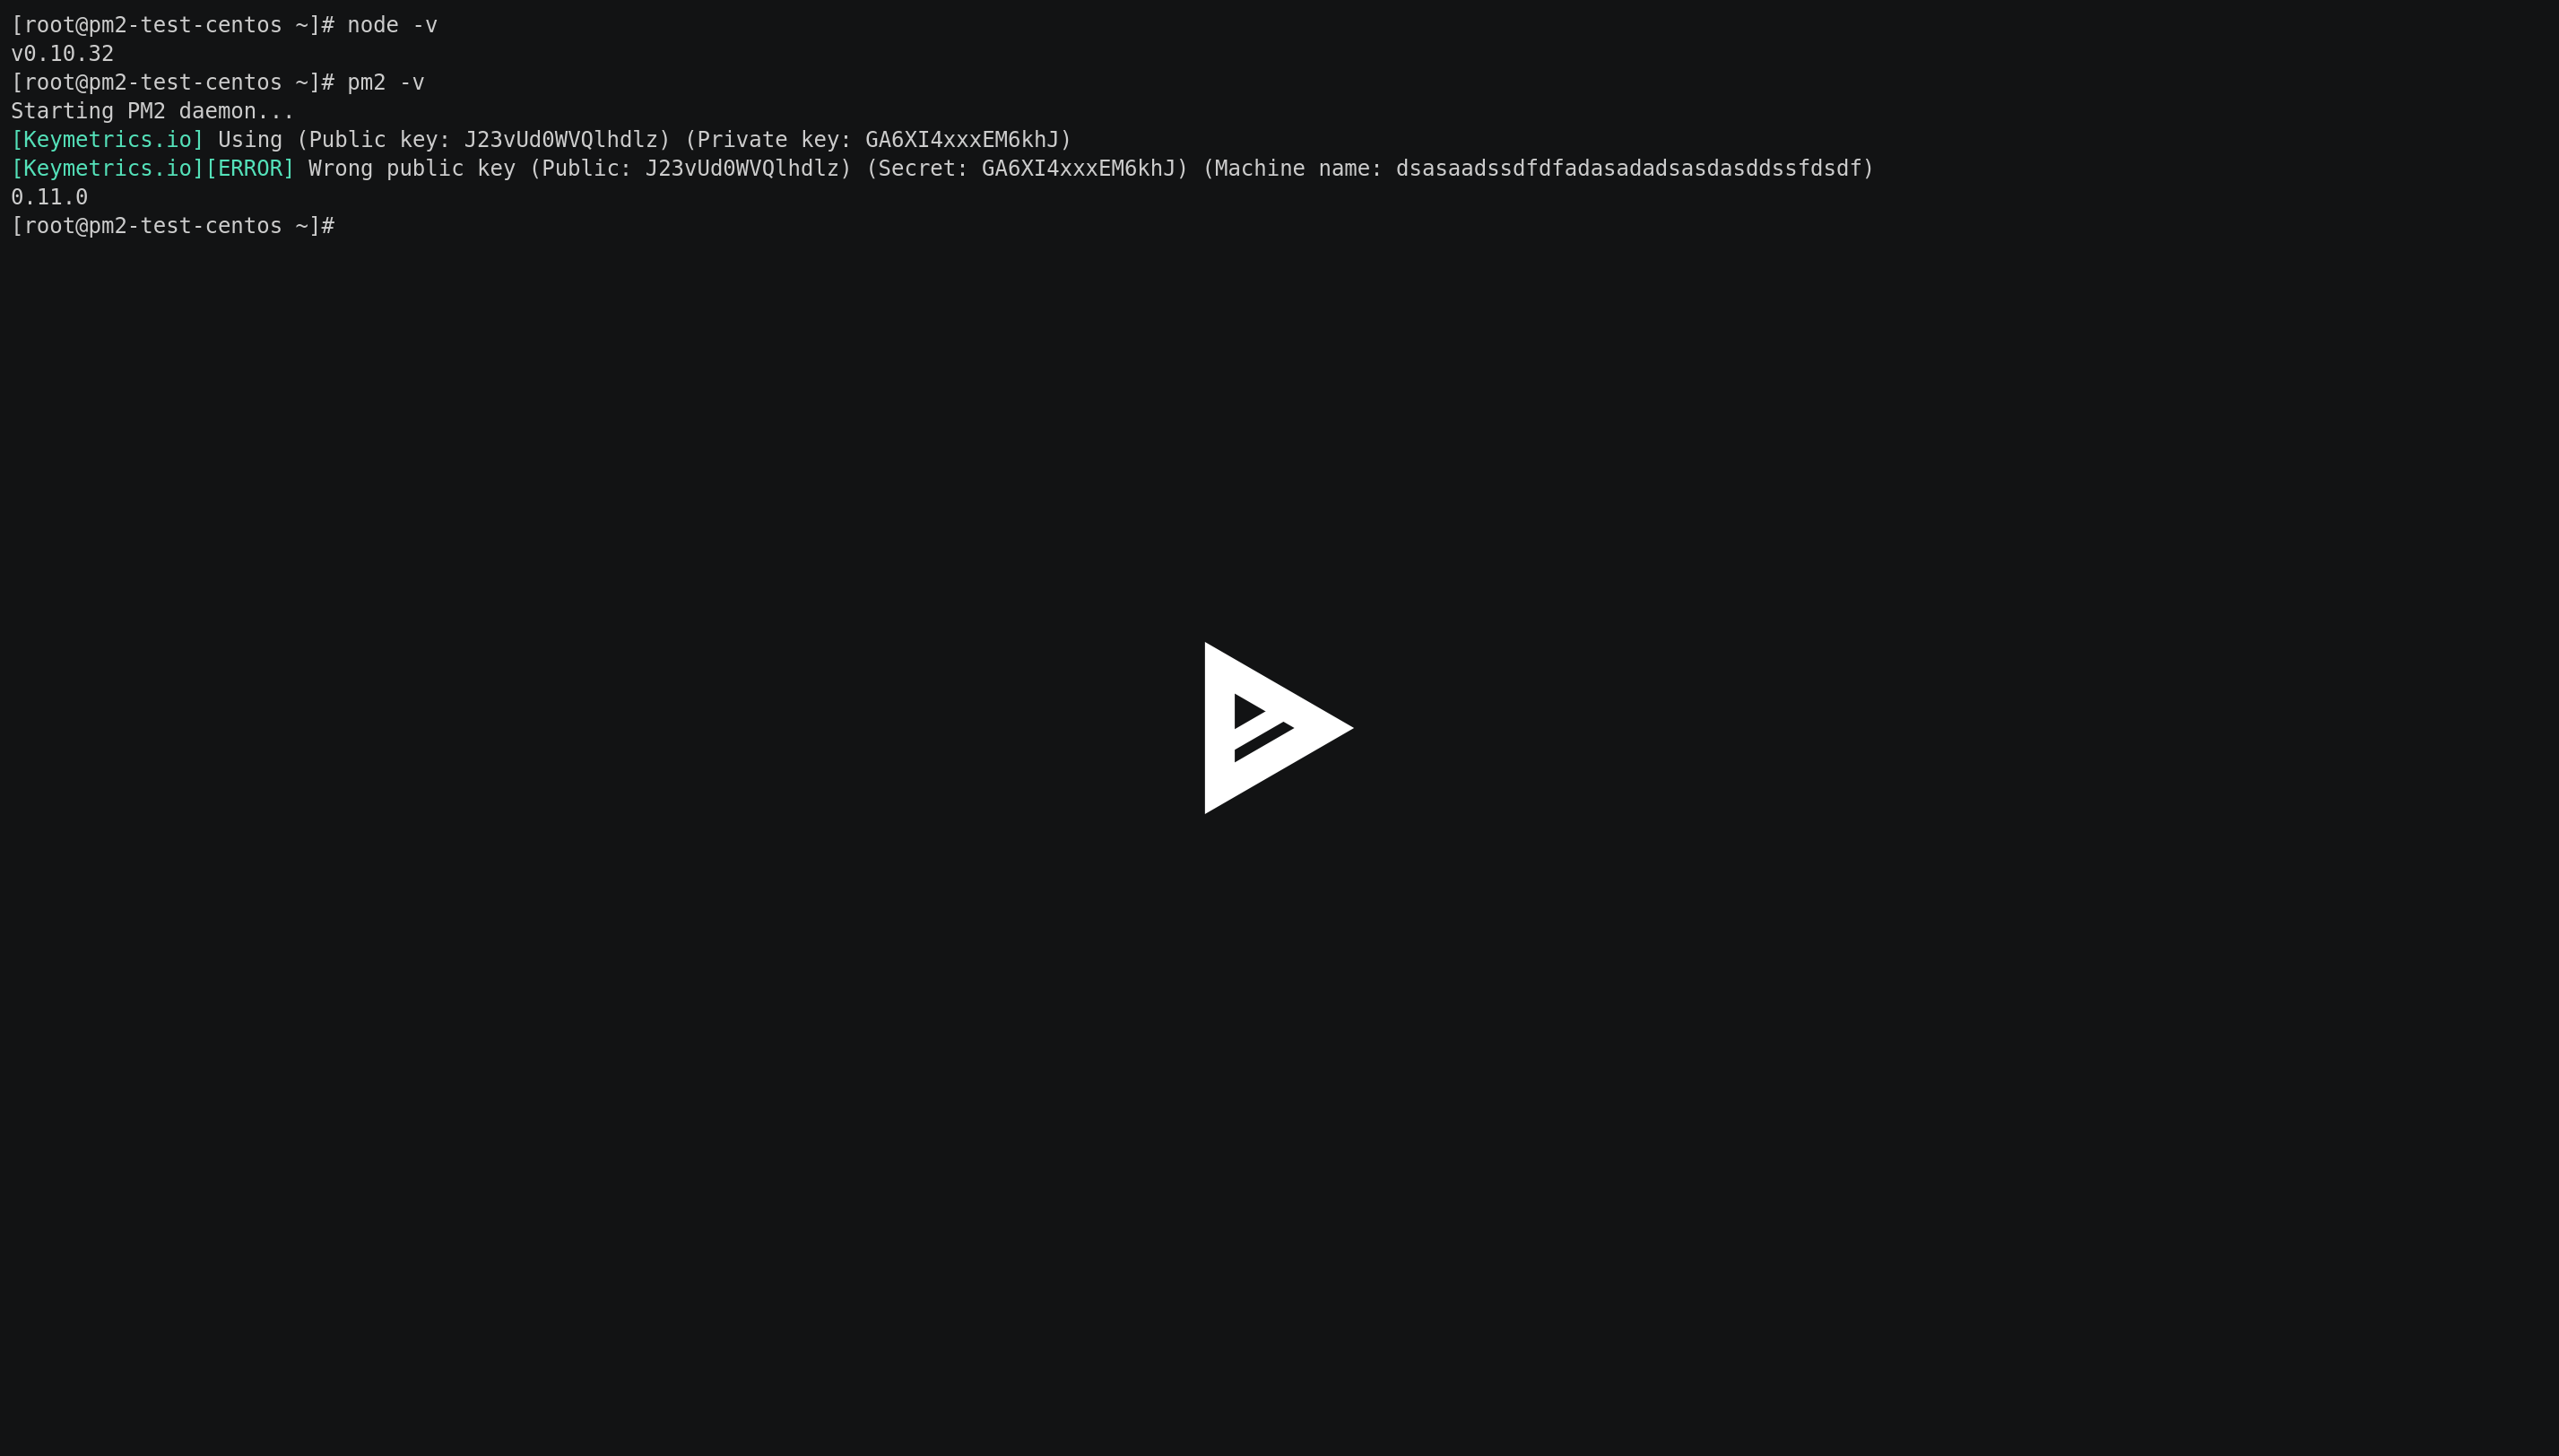 [root@pm2-test-centos ~]# node -v
v0.10.32
[root@pm2-test-centos ~]# pm2 -v
Starting PM2 daemon...
[Keymetrics.io] Using (Public key: J23vUd0WVQlhdlz) (Private key: GA6XI4xxxEM6khJ)
[Keymetrics.io][ERROR] Wrong public key (Public: J23vUd0WVQlhdlz) (Secret: GA6XI4xxxEM6khJ) (Machine name: dsasaadssdfdfadasadadsasdasddssfdsdf)
0.11.0
[root@pm2-test-centos ~]#